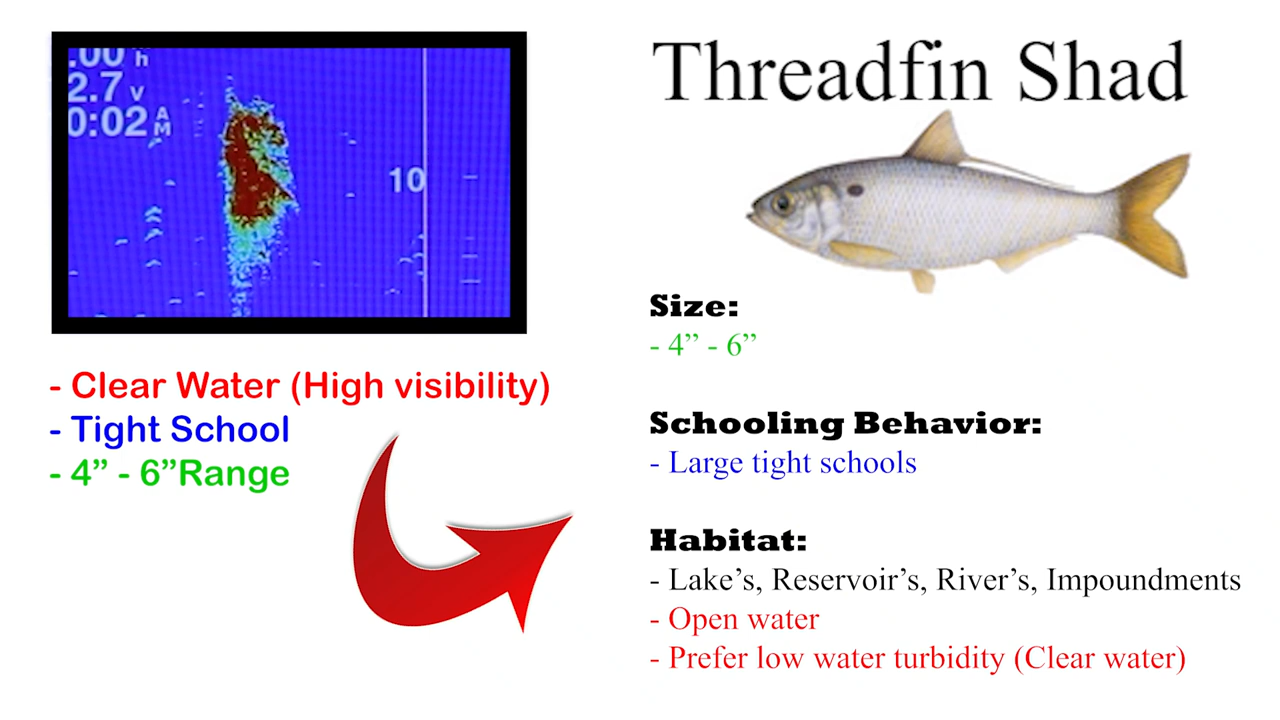 .00 h
2.7 V
0:02 AM
10
- Clear Water (High visibility)
- Tight School
- 4” - 6”Range
Threadfin Shad
Size:
- 4” - 6”
Schooling Behavior:
- Large tight schools
Habitat:
- Lake’s, Reservoir’s, River’s, Impoundments
- Open water
- Prefer low water turbidity (Clear water)